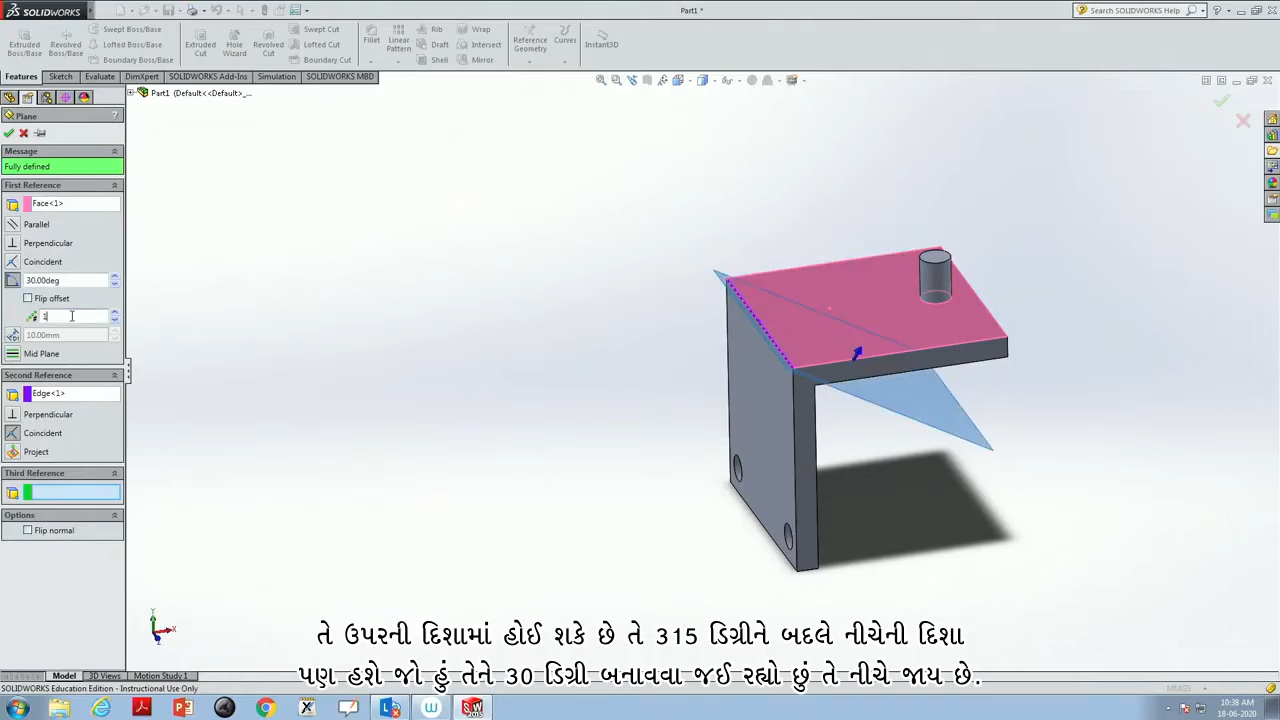 SOLIDWORKS
Part1 *
Search SOLIDWORKS Help
Extruded Boss/Base
Revolved Boss/Base
Swept Boss/Base
Lofted Boss/Base
Boundary Boss/Base
Extruded Cut
Hole Wizard
Revolved Cut
Swept Cut
Lofted Cut
Boundary Cut
Fillet
Linear Pattern
Rib
Draft
Shell
Wrap
Intersect
Mirror
Reference Geometry
Curves
Instant3D
Features Sketch Evaluate DimXpert SOLIDWORKS Add-Ins Simulation SOLIDWORKS MBD
Part1 (Default<<Default>_...
Plane
Message
Fully defined
First Reference
Face<1>
Parallel
Perpendicular
Coincident
30.00deg
Flip offset
1
10.00mm
Mid Plane
Second Reference
Edge<1>
Perpendicular
Coincident
Project
Third Reference
Options
Flip normal
Y
X
Z
તે ઉપરની દિશામાં હોઈ શકે છે તે 315 ડિગ્રીને બદલે નીચેની દિશા
પણ હશે જો હું તેને 30 ડિગ્રી બનાવવા જઈ રહ્યો છું તે નીચે જાય છે.
Model 3D Views Motion Study 1
SOLIDWORKS Education Edition - Instructional Use Only
MMGS
10:38 AM
18-06-2020